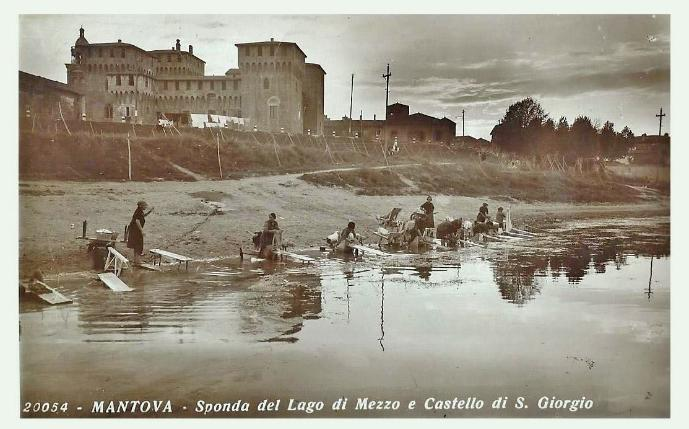 20054 - MANTOVA - Sponda del Lago di Mezzo e Castello di S. Giorgio